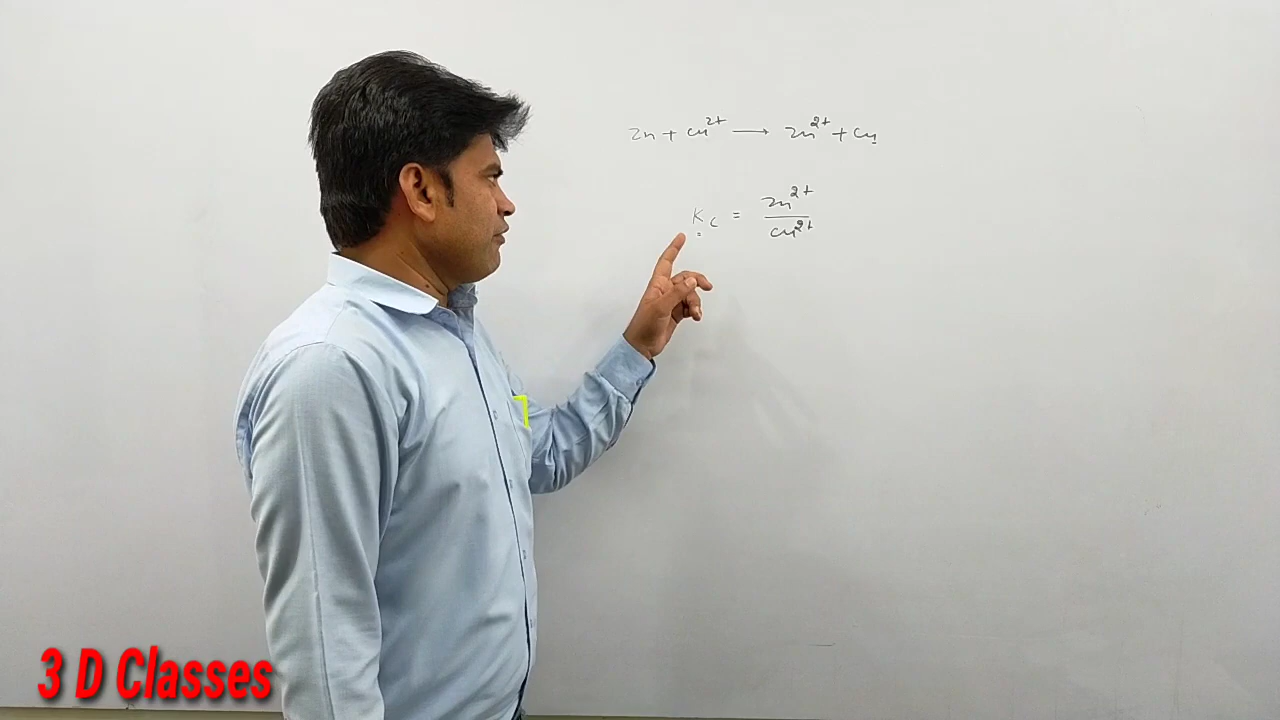 Zn + Cu²⁺ ⟶ Zn²⁺ + Cu
Kc = Zn²⁺
Cu²⁺
3 D Classes